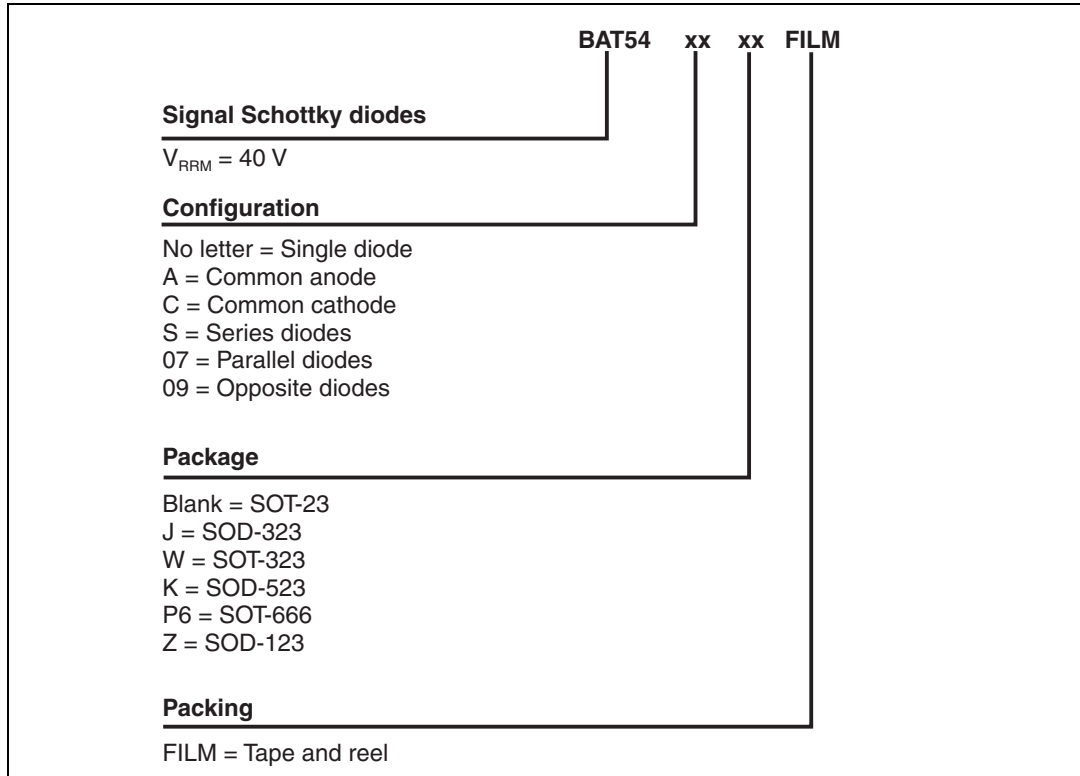 BAT54 xx xx FILM
Signal Schottky diodes
VRRM = 40 V
Configuration
No letter = Single diode
A = Common anode
C = Common cathode
S = Series diodes
07 = Parallel diodes
09 = Opposite diodes
Package
Blank = SOT-23
J = SOD-323
W = SOT-323
K = SOD-523
P6 = SOT-666
Z = SOD-123
Packing
FILM = Tape and reel